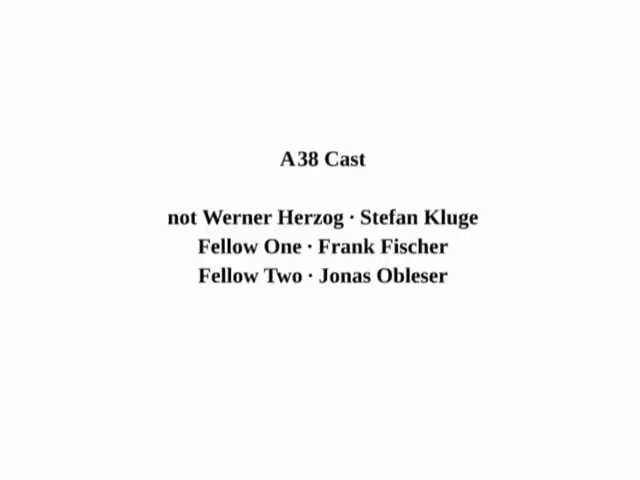 A38 Cast
not Werner Herzog · Stefan Kluge
Fellow One · Frank Fischer
Fellow Two · Jonas Obleser